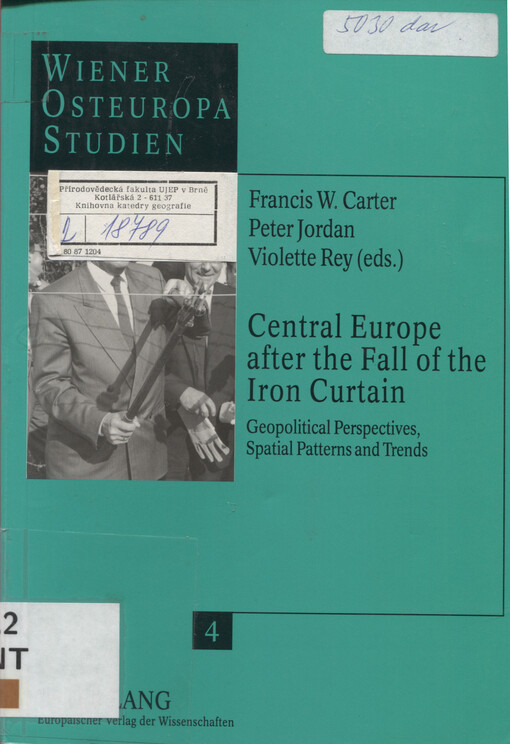 5030 dar
WIENER
OSTEUROPA
STUDIEN
Přírodovědecká fakulta UJEP v Brně
Kotlářská 2 - 611 37
Knihovna katedry geografie
18789
80 87 1204
Francis W. Carter
Peter Jordan
Violette Rey (eds.)
Central Europe
after the Fall of the
Iron Curtain
Geopolitical Perspectives,
Spatial Patterns and Trends
4
.2
NT
LANG
Europäischer Verlag der Wissenschaften